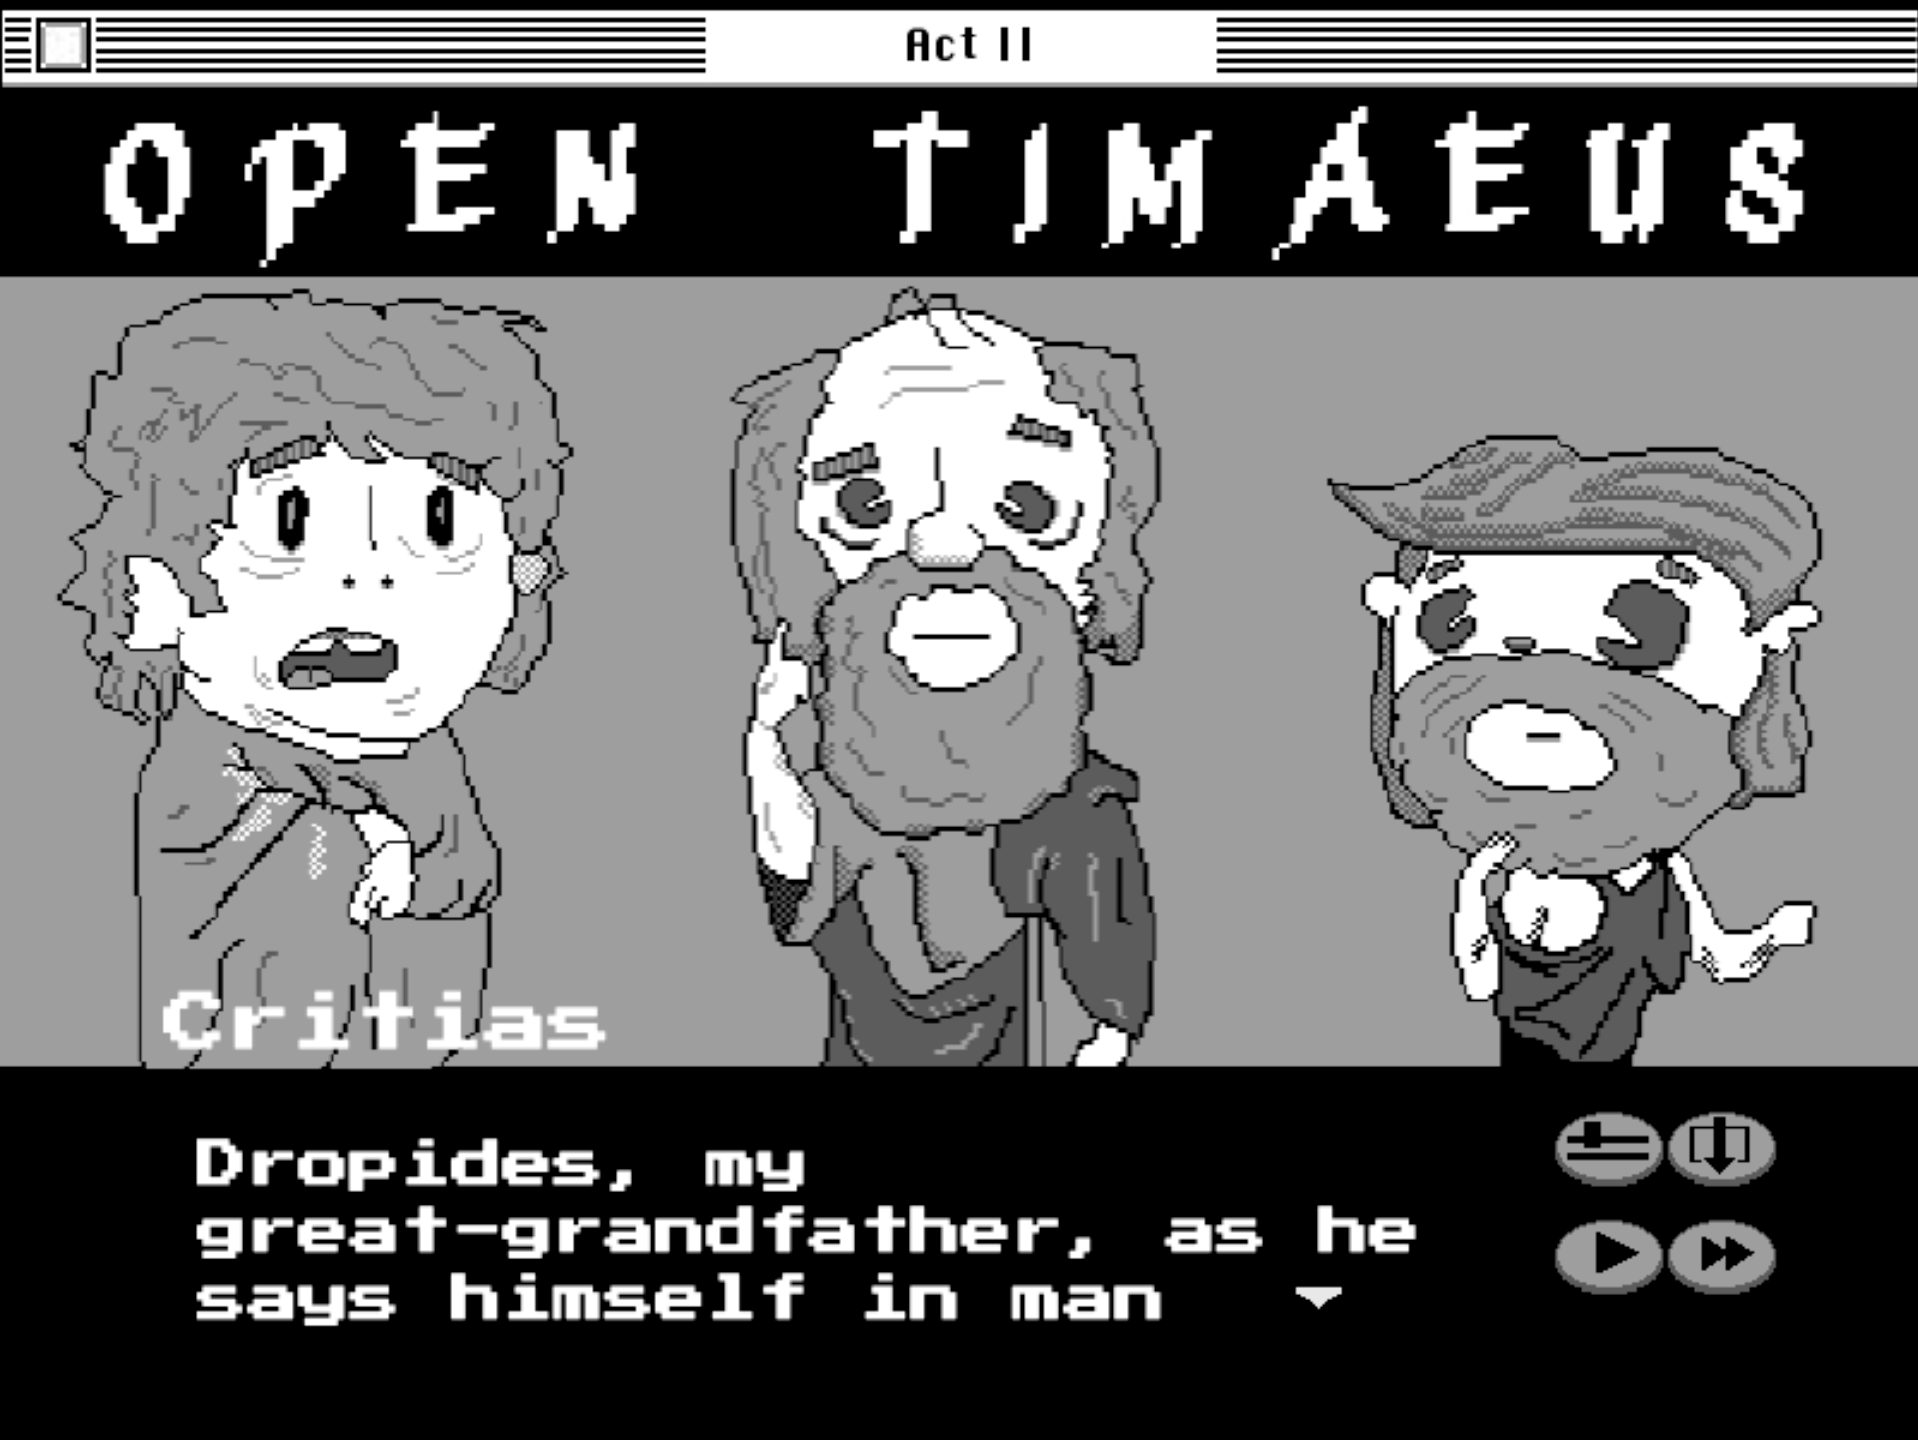 Act II
OPEN TIMAEUS
Critias
Dropides, my
great-grandfather, as he
says himself in man